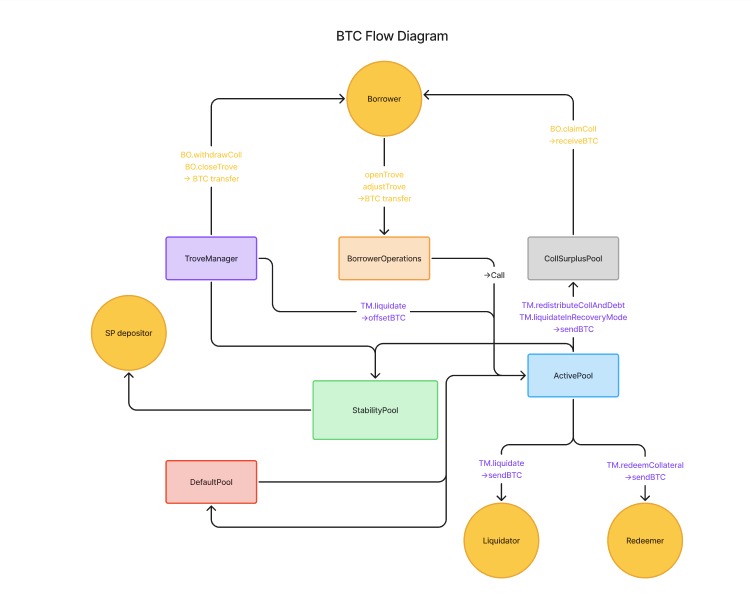 BTC Flow Diagram
Borrower
BO.withdrawColl
BO.closeTrove
→ BTC transfer
openTrove
adjustTrove
→BTC transfer
BO.claimColl
→receiveBTC
TroveManager
BorrowerOperations
CollSurplusPool
→Call
TM.liquidate
→offsetBTC
TM.redistributeCollAndDebt
TM.liquidateInRecoveryMode
→sendBTC
SP depositor
ActivePool
StabilityPool
DefaultPool
TM.liquidate
→sendBTC
TM.redeemCollateral
→sendBTC
Liquidator
Redeemer